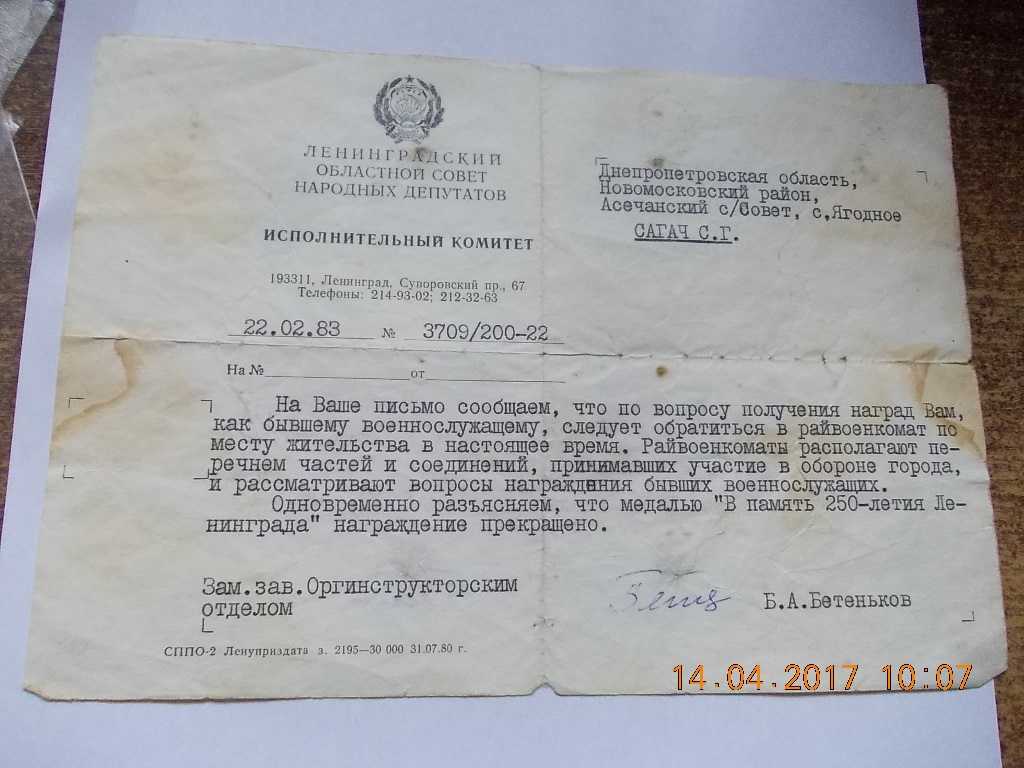 ЛЕНИНГРАДСКИЙ
ОБЛАСТНОЙ СОВЕТ
НАРОДНЫХ ДЕПУТАТОВ
ИСПОЛНИТЕЛЬНЫЙ КОМИТЕТ
193311, Ленинград, Суворовский пр., 67
Телефоны: 214-93-02; 212-32-63
22.02.83 № 3709/200-22
На № от
Днепропетровская область,
Новомосковский район,
Асечанский с/Совет, с,Ягодное
САГАЧ С.Г.
На Ваше письмо сообщаем, что по вопросу получения наград Вам,
как бывшему военнослужащему, следует обратиться в райвоенкомат по
месту жительства в настоящее время. Райвоенкоматы располагают пе-
речнем частей и соединений, принимавших участие в обороне города,
и рассматривают вопросы награждения бывших военнослужащих.
Одновременно разъясняем, что медалью "В память 250-летия Ле-
нинграда" награждение прекращено.
Зам.зав.Оргинструкторским
отделом
Б.А.Бетеньков
СППО-2 Ленуприздата з. 2195—30 000 31.07.80 г.
14.04.2017 10:07